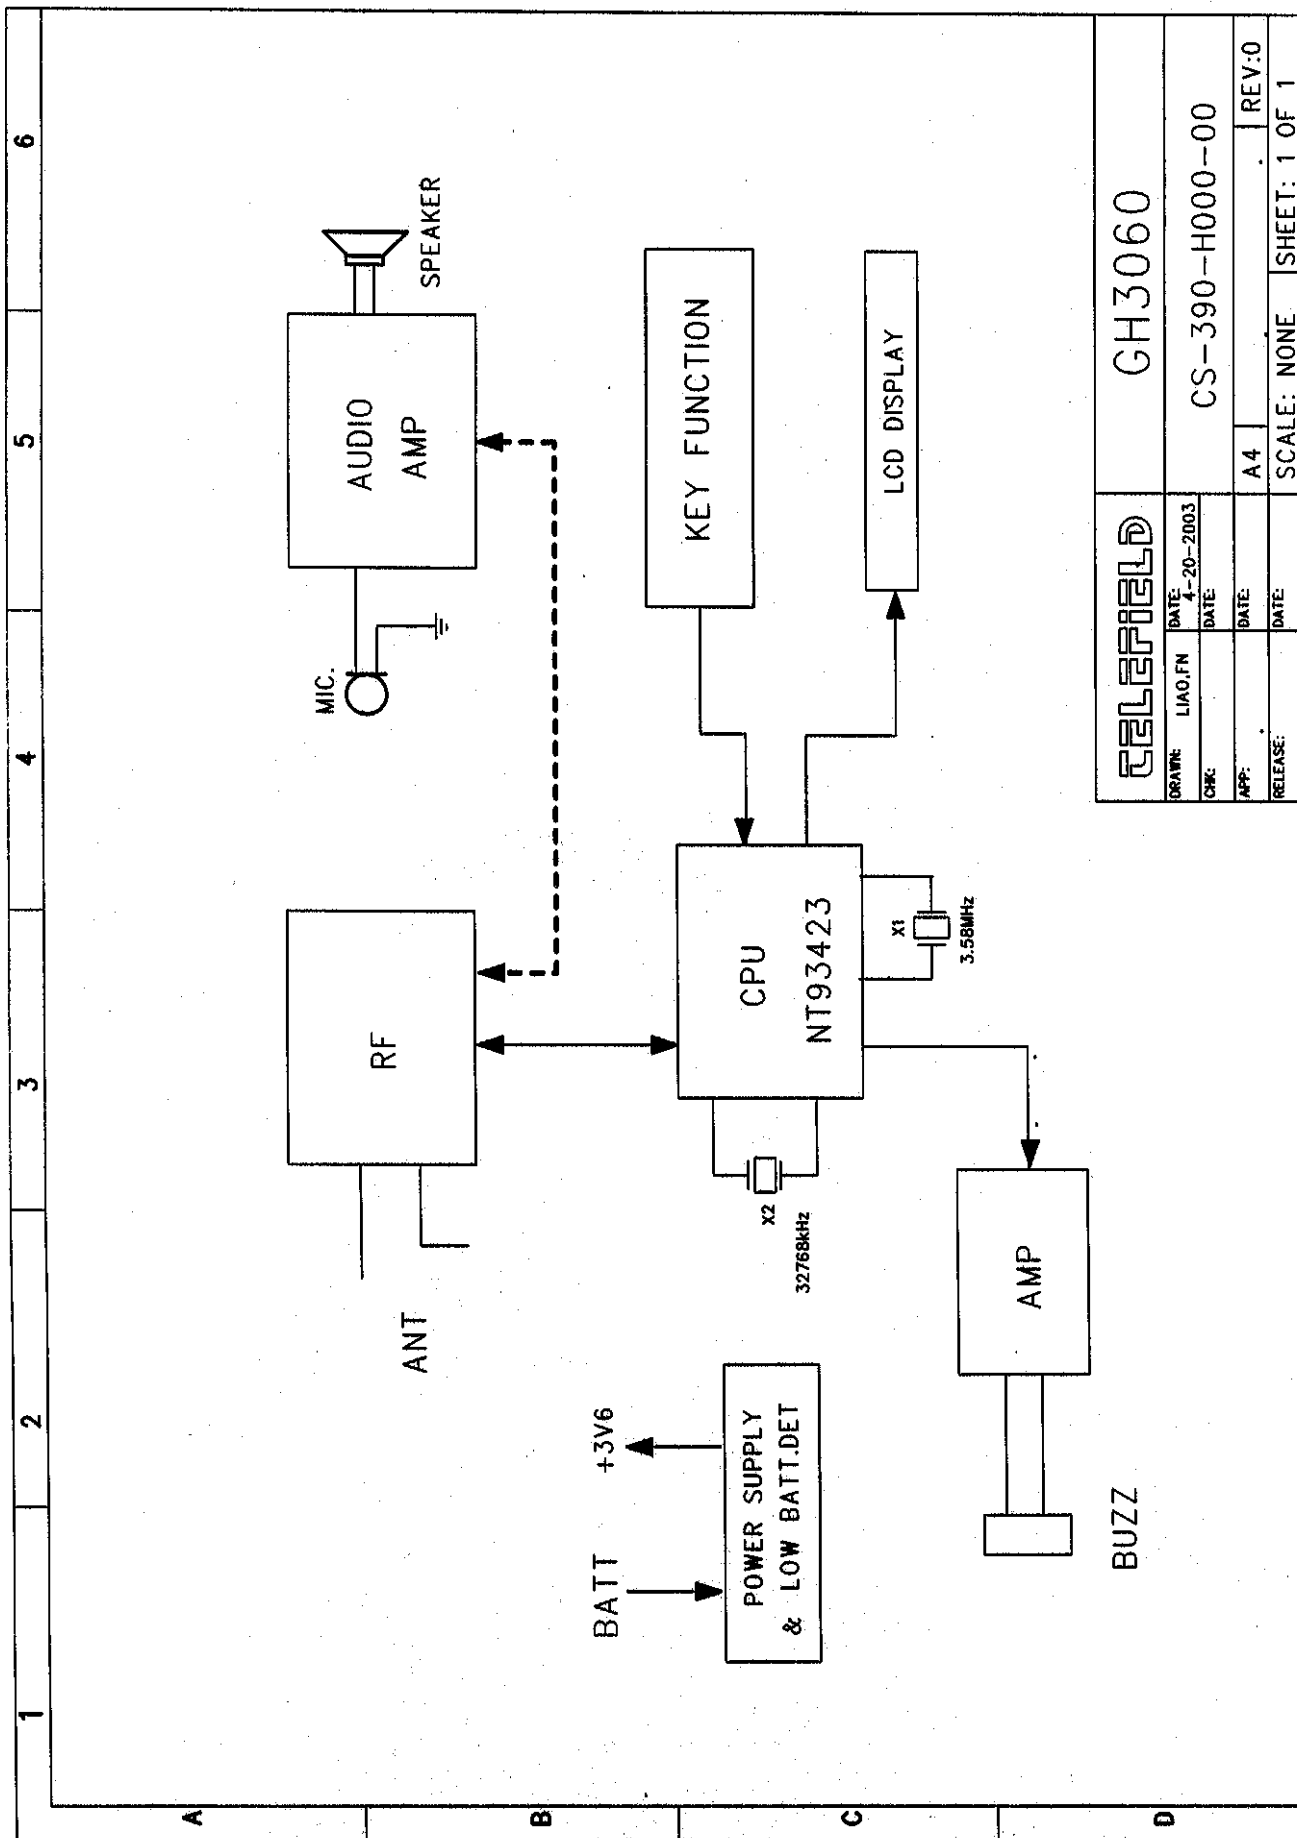 1 2 3 4 5 6
A
B
C
D
MIC.
AUDIO
AMP
SPEAKER
ANT
RF
BATT
+3V6
POWER SUPPLY
& LOW BATT.DET
X2
32768kHz
CPU
NT93423
X1
3.58MHz
KEY FUNCTION
LCD DISPLAY
AMP
BUZZ
TELEFIELD
GH3060
DRAWN: LIAO,FN
DATE: 4-20-2003
CS-390-H000-00
CHK:
DATE:
APP:
DATE:
A4
REV:0
RELEASE:
DATE:
SCALE: NONE
SHEET: 1 OF 1